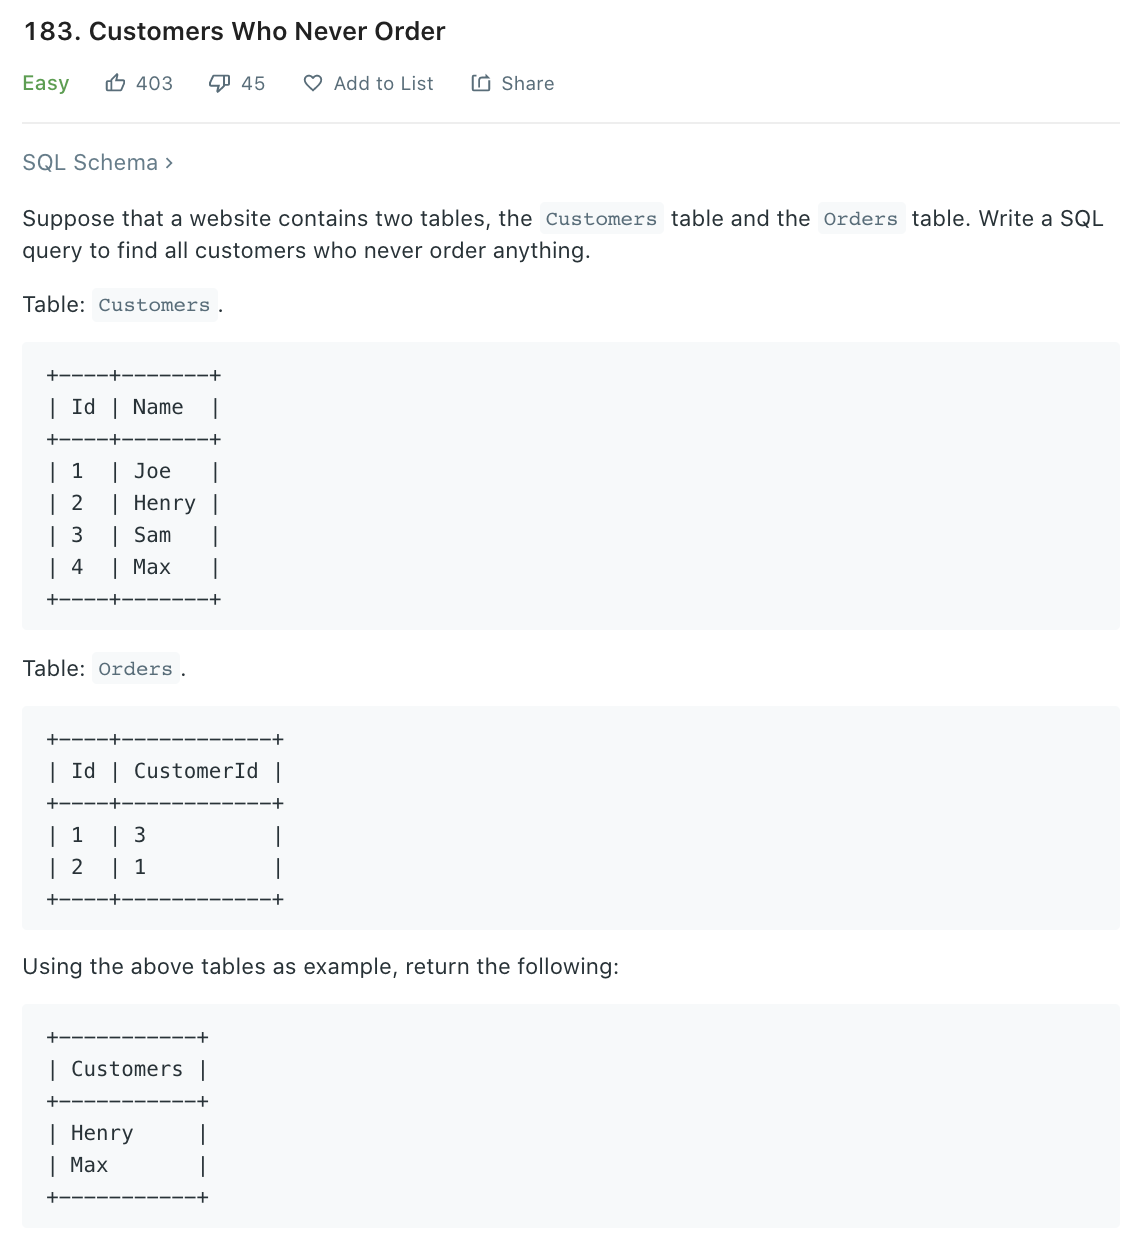 183. Customers Who Never Order
Easy 403 45 Add to List Share
SQL Schema ›
Suppose that a website contains two tables, the Customers table and the Orders table. Write a SQL
query to find all customers who never order anything.
Table: Customers.
+----+-------+
| Id | Name  |
+----+-------+
| 1  | Joe   |
| 2  | Henry |
| 3  | Sam   |
| 4  | Max   |
+----+-------+
Table: Orders.
+----+------------+
| Id | CustomerId |
+----+------------+
| 1  | 3          |
| 2  | 1          |
+----+------------+
Using the above tables as example, return the following:
+-----------+
| Customers |
+-----------+
| Henry     |
| Max       |
+-----------+